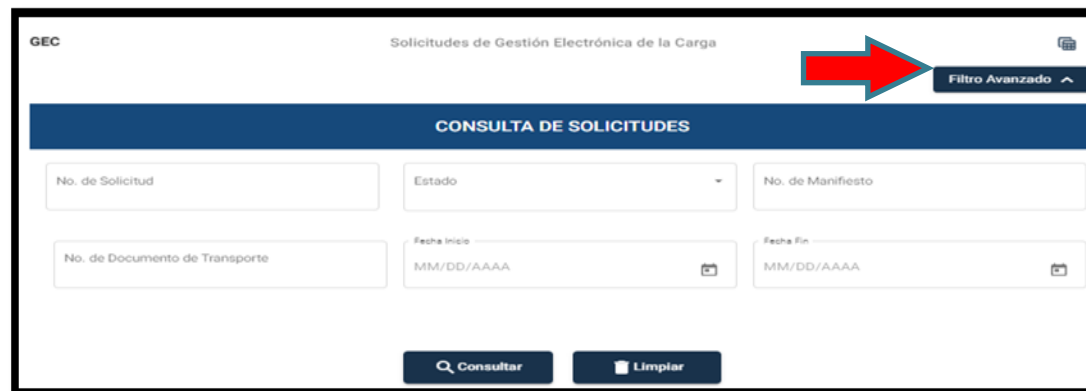 GEC
Solicitudes de Gestión Electrónica de la Carga
Filtro Avanzado
CONSULTA DE SOLICITUDES
No. de Solicitud
Estado
No. de Manifiesto
No. de Documento de Transporte
Fecha Inicio
MM/DD/AAAA
Fecha Fin
MM/DD/AAAA
Consultar
Limpiar